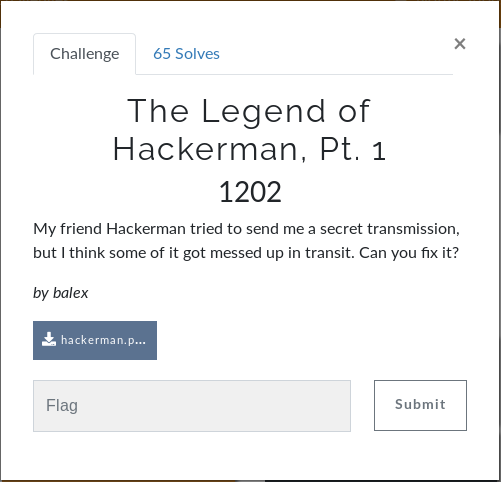 Challenge
65 Solves
×
The Legend of
Hackerman, Pt. 1
1202
My friend Hackerman tried to send me a secret transmission,
but I think some of it got messed up in transit. Can you fix it?
by balex
hackerman.p...
Flag
Submit